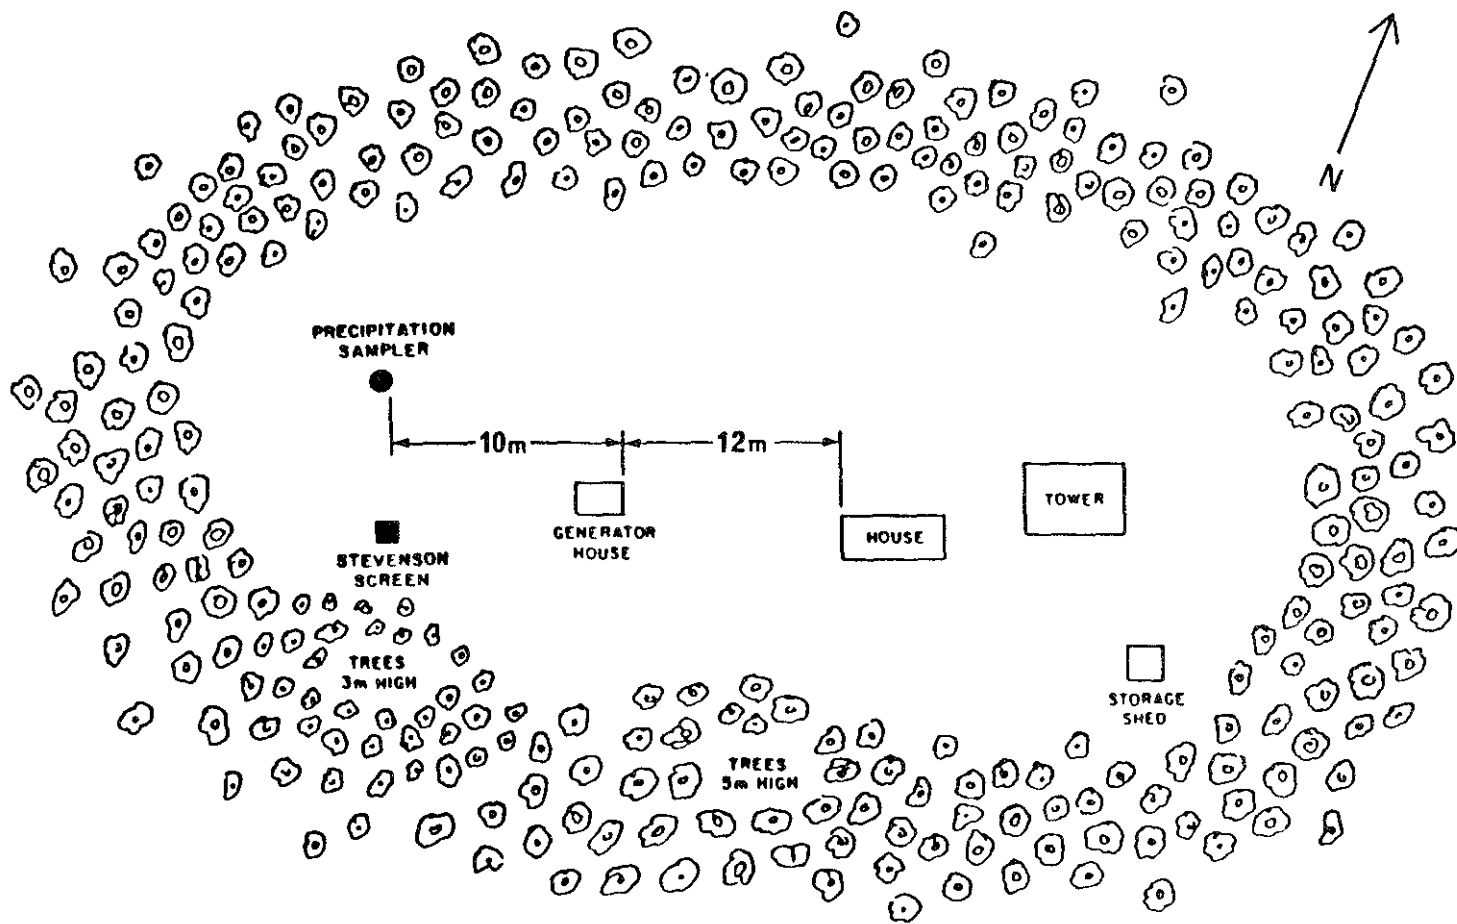 N
PRECIPITATION
SAMPLER
10m
12m
TOWER
GENERATOR
HOUSE
HOUSE
STEVENSON
SCREEN
TREES
3m HIGH
STORAGE
SHED
TREES
5m HIGH